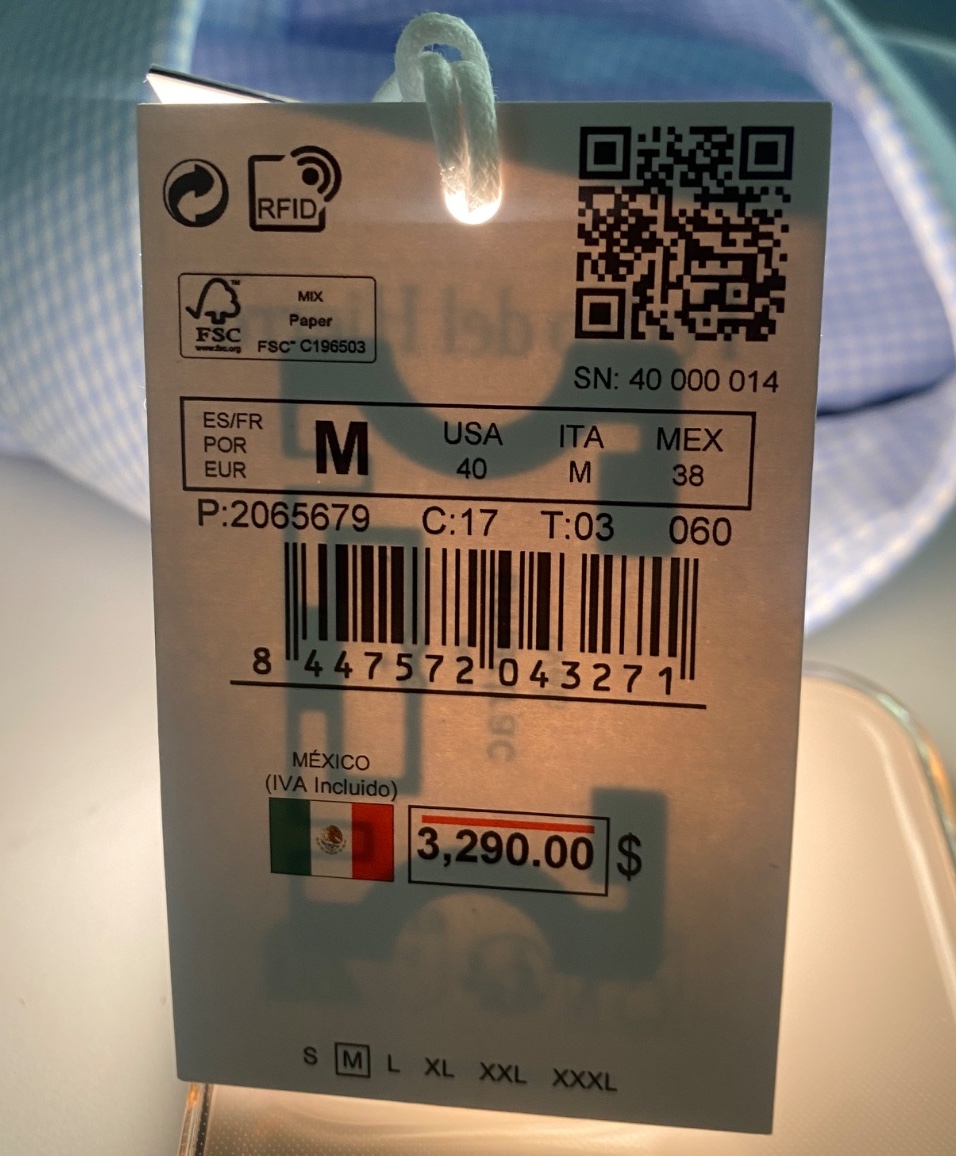 RFID
FSC™
www.fsc.org
MIX
Paper
FSC™ C196503
SN: 40 000 014
ES/FR
POR
EUR
M
USA
40
ITA
M
MEX
38
P:2065679 C:17 T:03 060
8 447572 043271
MÉXICO
(IVA Incluido)
3,290.00 $
S M L XL XXL XXXL